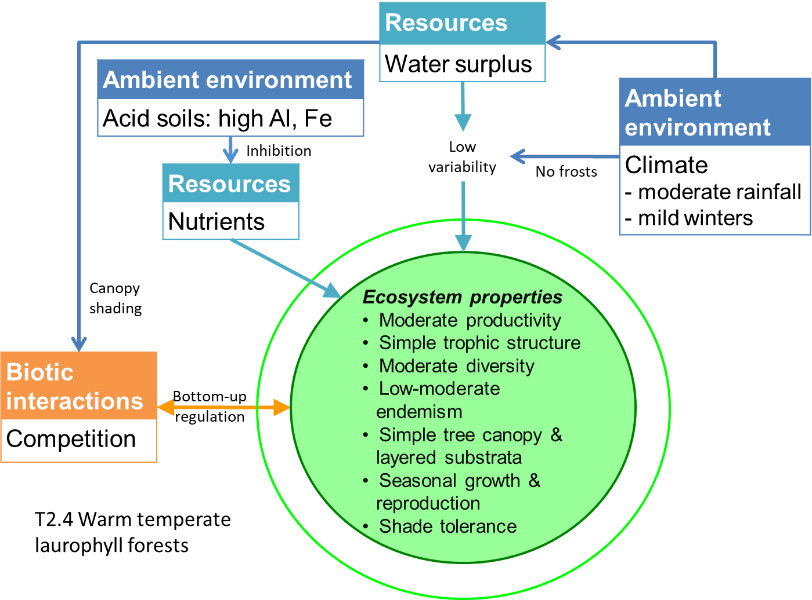 Resources
Water surplus
Ambient environment
Acid soils: high Al, Fe
Inhibition
Resources
Nutrients
Low
variability
No frosts
Ambient
environment
Climate
- moderate rainfall
- mild winters
Canopy
shading
Biotic
interactions
Competition
Bottom-up
regulation
Ecosystem properties
• Moderate productivity
• Simple trophic structure
• Moderate diversity
• Low-moderate
endemism
• Simple tree canopy &
layered substrata
• Seasonal growth &
reproduction
• Shade tolerance
T2.4 Warm temperate
laurophyll forests